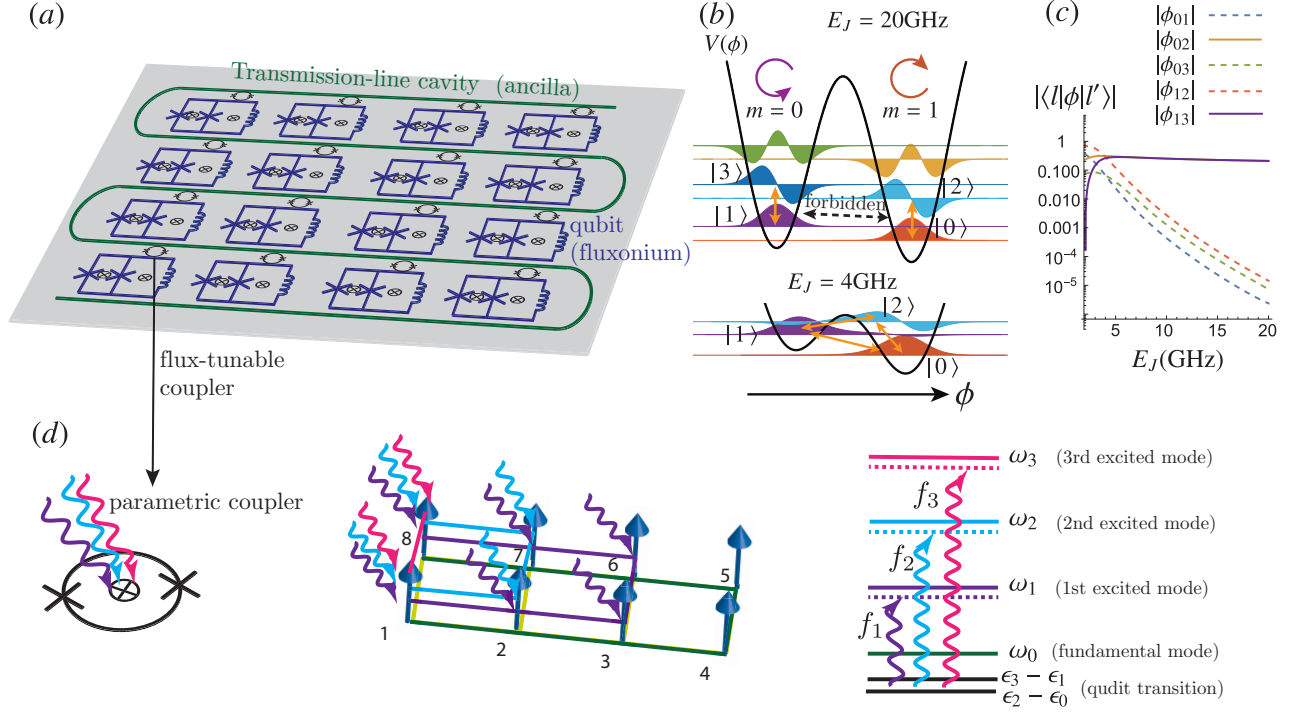 (a)
Transmission-line cavity (ancilla)
qubit
(fluxonium)
flux-tunable
coupler
(b)
E_J = 20GHz
V(ϕ)
m = 0
m = 1
|3⟩
|2⟩
forbidden
|1⟩
|0⟩
E_J = 4GHz
|2⟩
|1⟩
|0⟩
ϕ
(c)
|ϕ01|
|ϕ02|
|ϕ03|
|ϕ12|
|ϕ13|
|⟨l|ϕ|l′⟩|
1
0.100
0.010
0.001
10⁻⁴
10⁻⁵
5
10
15
20
E_J(GHz)
(d)
parametric coupler
8
7
6
5
1
2
3
4
f₃
f₂
f₁
ω₃ (3rd excited mode)
ω₂ (2nd excited mode)
ω₁ (1st excited mode)
ω₀ (fundamental mode)
ϵ₃ − ϵ₁
ϵ₂ − ϵ₀
(qudit transition)